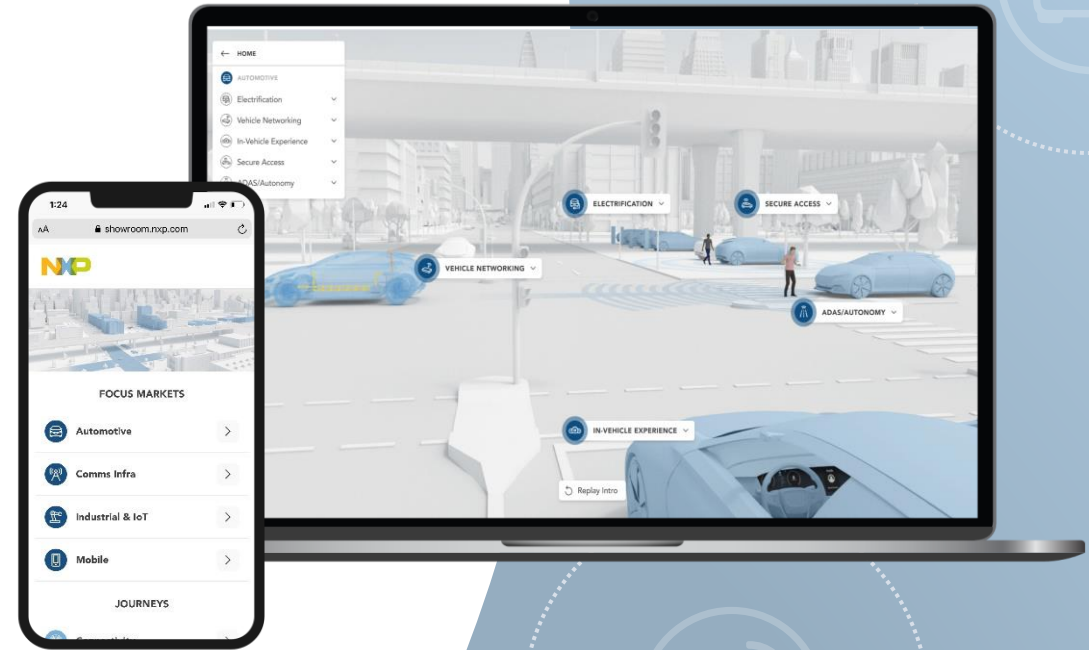 ← HOME
AUTOMOTIVE
Electrification
Vehicle Networking
In-Vehicle Experience
Secure Access
ADAS/Autonomy
ELECTRIFICATION
SECURE ACCESS
VEHICLE NETWORKING
ADAS/AUTONOMY
IN-VEHICLE EXPERIENCE
Replay Intro
1:24
AA showroom.nxp.com
NXP
FOCUS MARKETS
Automotive
Comms Infra
Industrial & IoT
Mobile
JOURNEYS